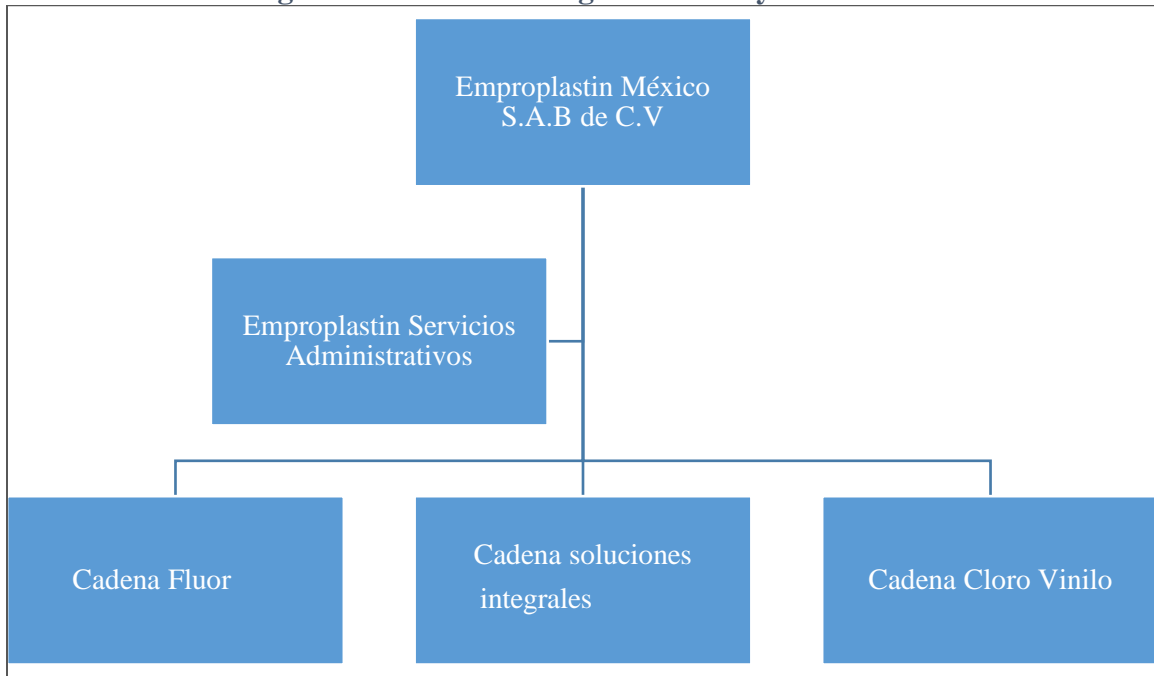 Emproplastin México
S.A.B de C.V
Emproplastin Servicios
Administrativos
Cadena Fluor
Cadena soluciones
integrales
Cadena Cloro Vinilo